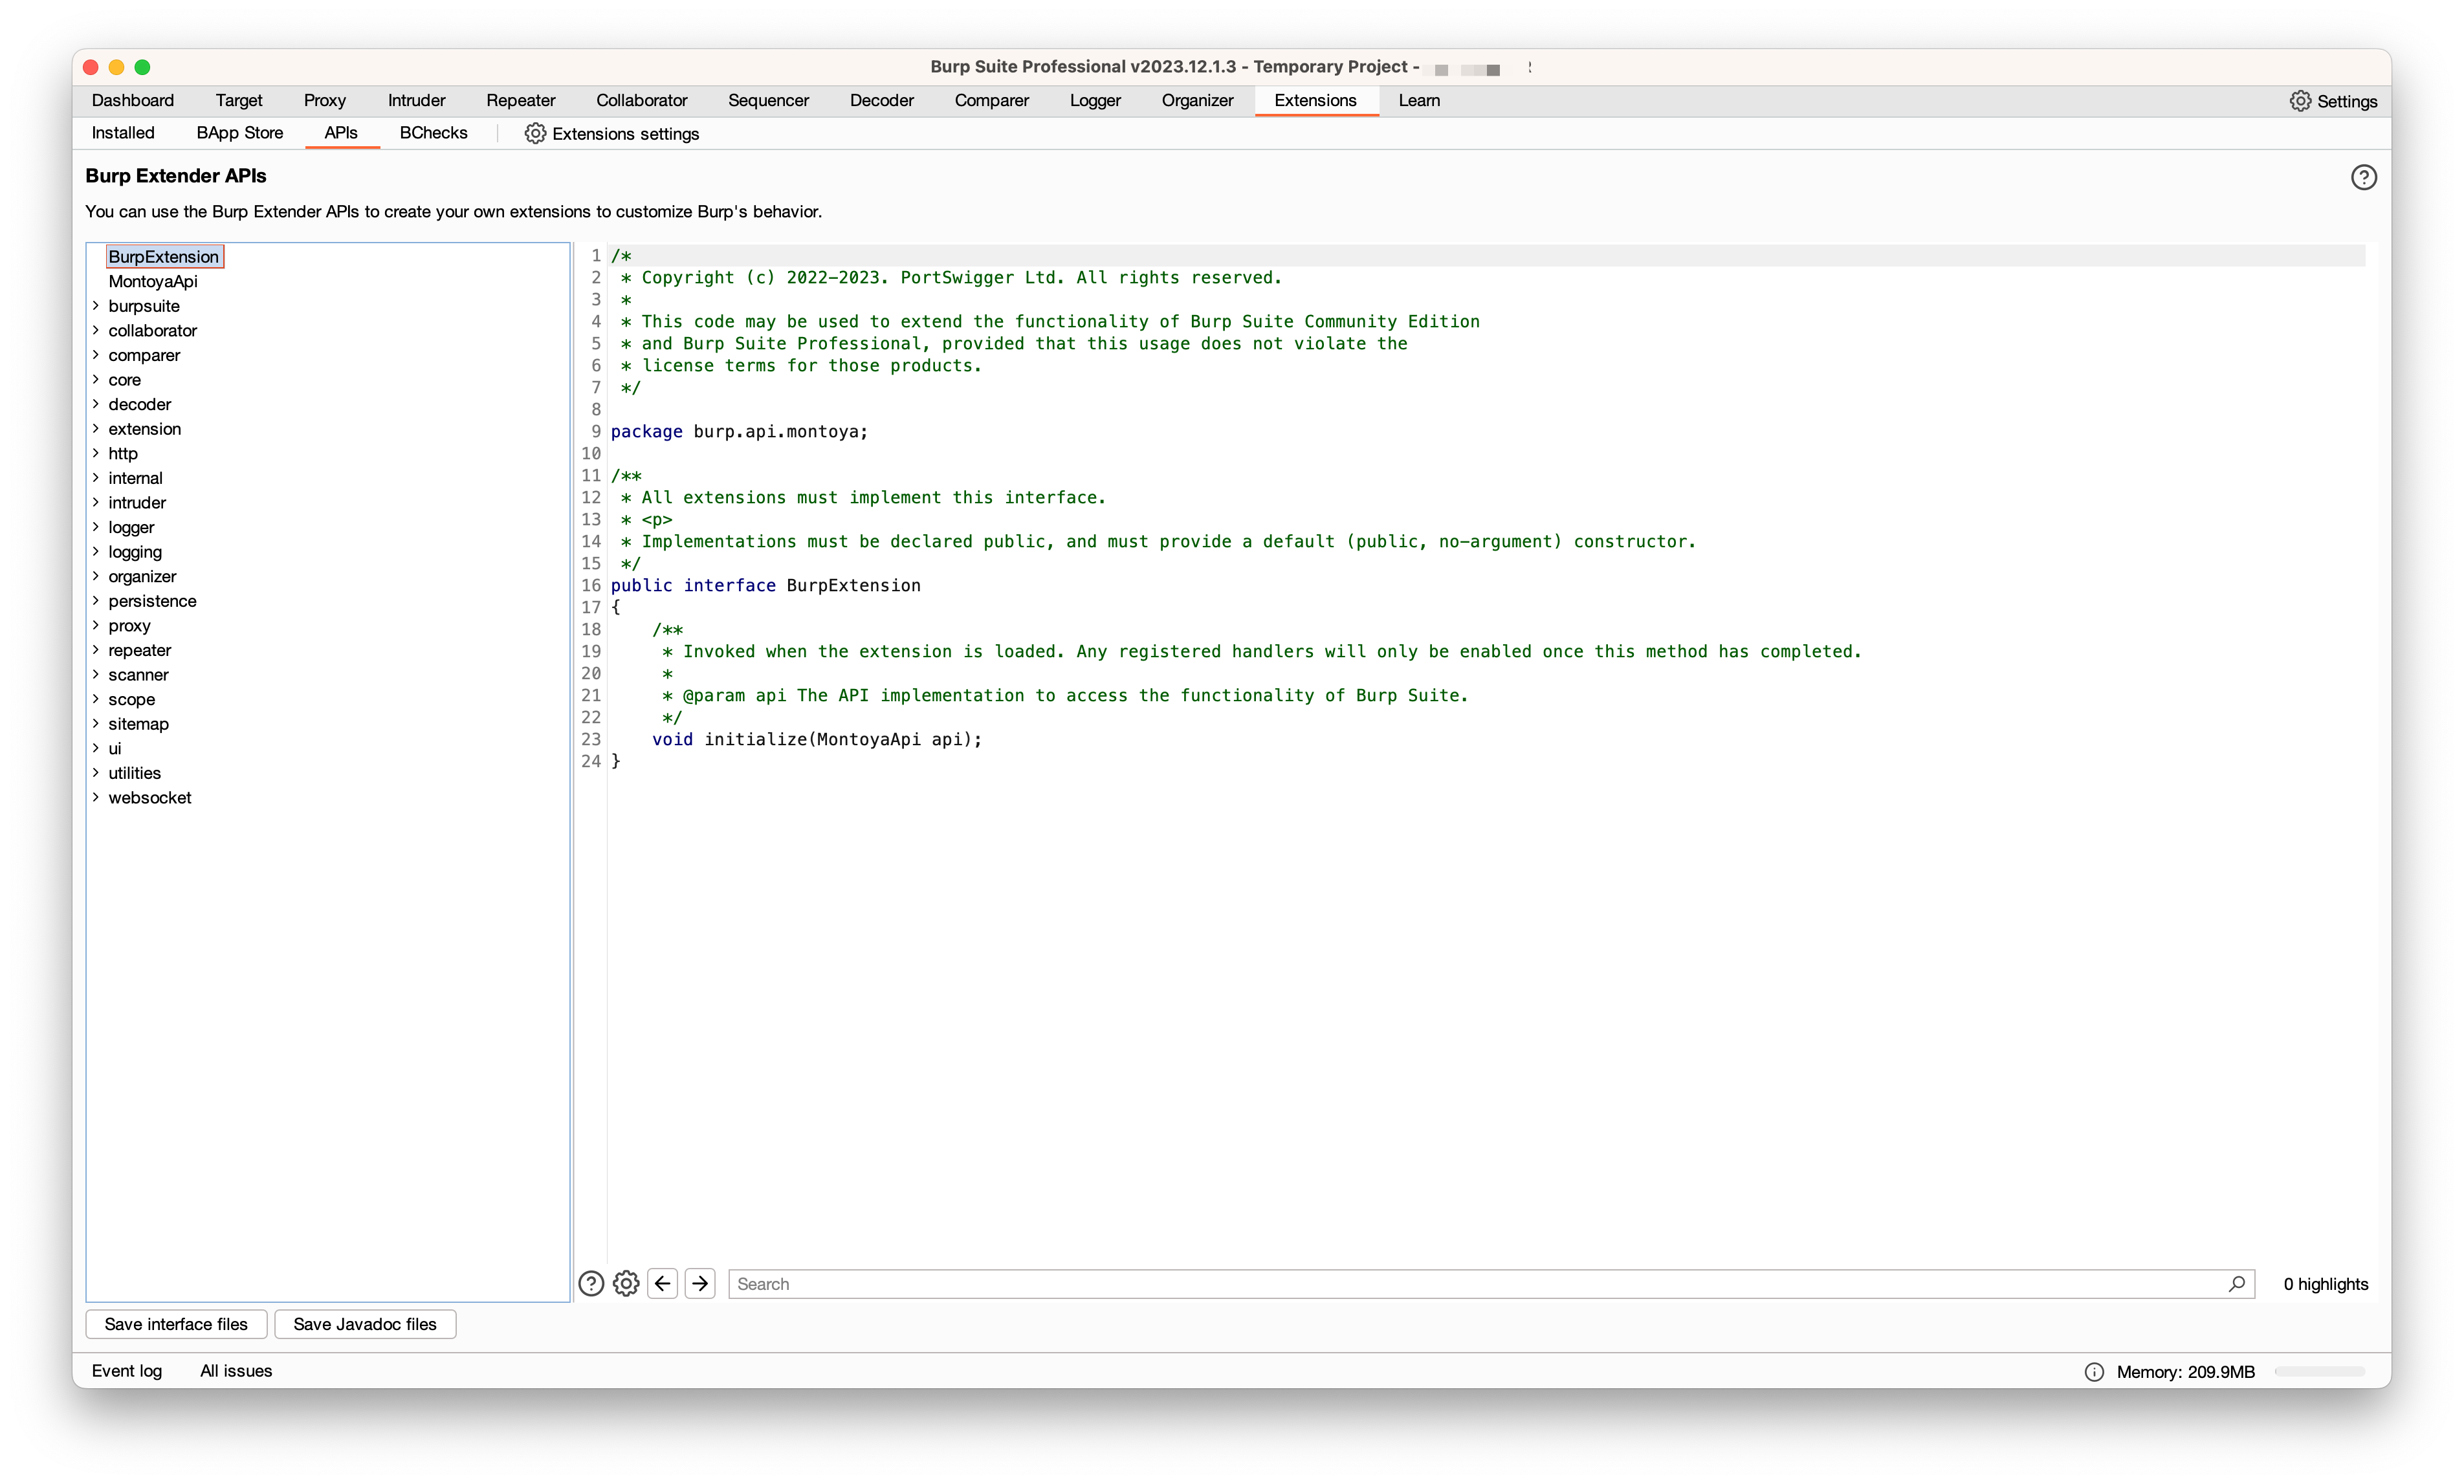 Burp Suite Professional v2023.12.1.3 - Temporary Project -
Dashboard Target Proxy Intruder Repeater Collaborator Sequencer Decoder Comparer Logger Organizer Extensions Learn Settings
Installed BApp Store APIs BChecks Extensions settings
Burp Extender APIs
You can use the Burp Extender APIs to create your own extensions to customize Burp's behavior.
BurpExtension
MontoyaApi
burpsuite
collaborator
comparer
core
decoder
extension
http
internal
intruder
logger
logging
organizer
persistence
proxy
repeater
scanner
scope
sitemap
ui
utilities
websocket
1 /*
2  * Copyright (c) 2022-2023. PortSwigger Ltd. All rights reserved.
3  *
4  * This code may be used to extend the functionality of Burp Suite Community Edition
5  * and Burp Suite Professional, provided that this usage does not violate the
6  * license terms for those products.
7  */
8
9 package burp.api.montoya;
10
11 /**
12  * All extensions must implement this interface.
13  * <p>
14  * Implementations must be declared public, and must provide a default (public, no-argument) constructor.
15  */
16 public interface BurpExtension
17 {
18     /**
19      * Invoked when the extension is loaded. Any registered handlers will only be enabled once this method has completed.
20      *
21      * @param api The API implementation to access the functionality of Burp Suite.
22      */
23     void initialize(MontoyaApi api);
24 }
Search
0 highlights
Save interface files Save Javadoc files
Event log All issues Memory: 209.9MB